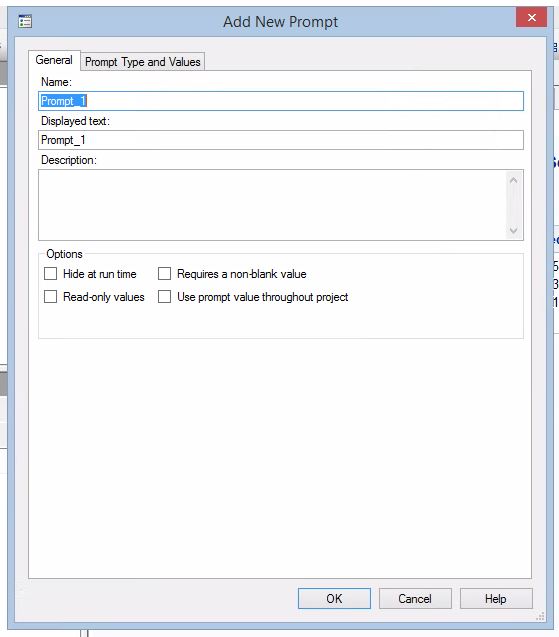 Add New Prompt
General Prompt Type and Values
Name:
Prompt_1
Displayed text:
Prompt_1
Description:
Options
Hide at run time Requires a non-blank value
Read-only values Use prompt value throughout project
OK Cancel Help